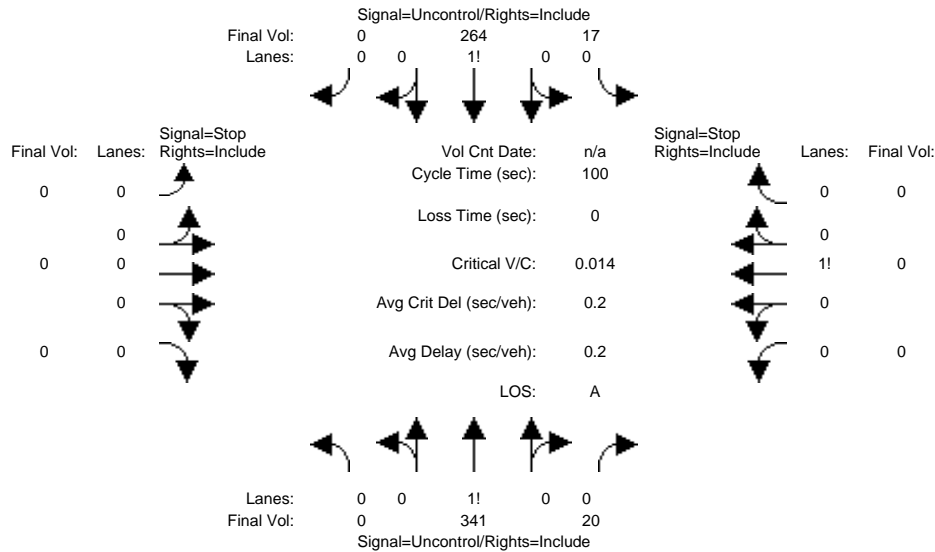 Signal=Uncontrol/Rights=Include
Final Vol: 0 264 17
Lanes: 0 0 1! 0 0
Signal=Stop Signal=Stop
Final Vol: Lanes: Rights=Include Vol Cnt Date: n/a Rights=Include Lanes: Final Vol:
Cycle Time (sec): 100
0 0 0 0
Loss Time (sec): 0
0 0
0 0 Critical V/C: 0.014 1! 0
0 Avg Crit Del (sec/veh): 0.2 0
0 0 Avg Delay (sec/veh): 0.2 0 0
LOS: A
Lanes: 0 0 1! 0 0
Final Vol: 0 341 20
Signal=Uncontrol/Rights=Include